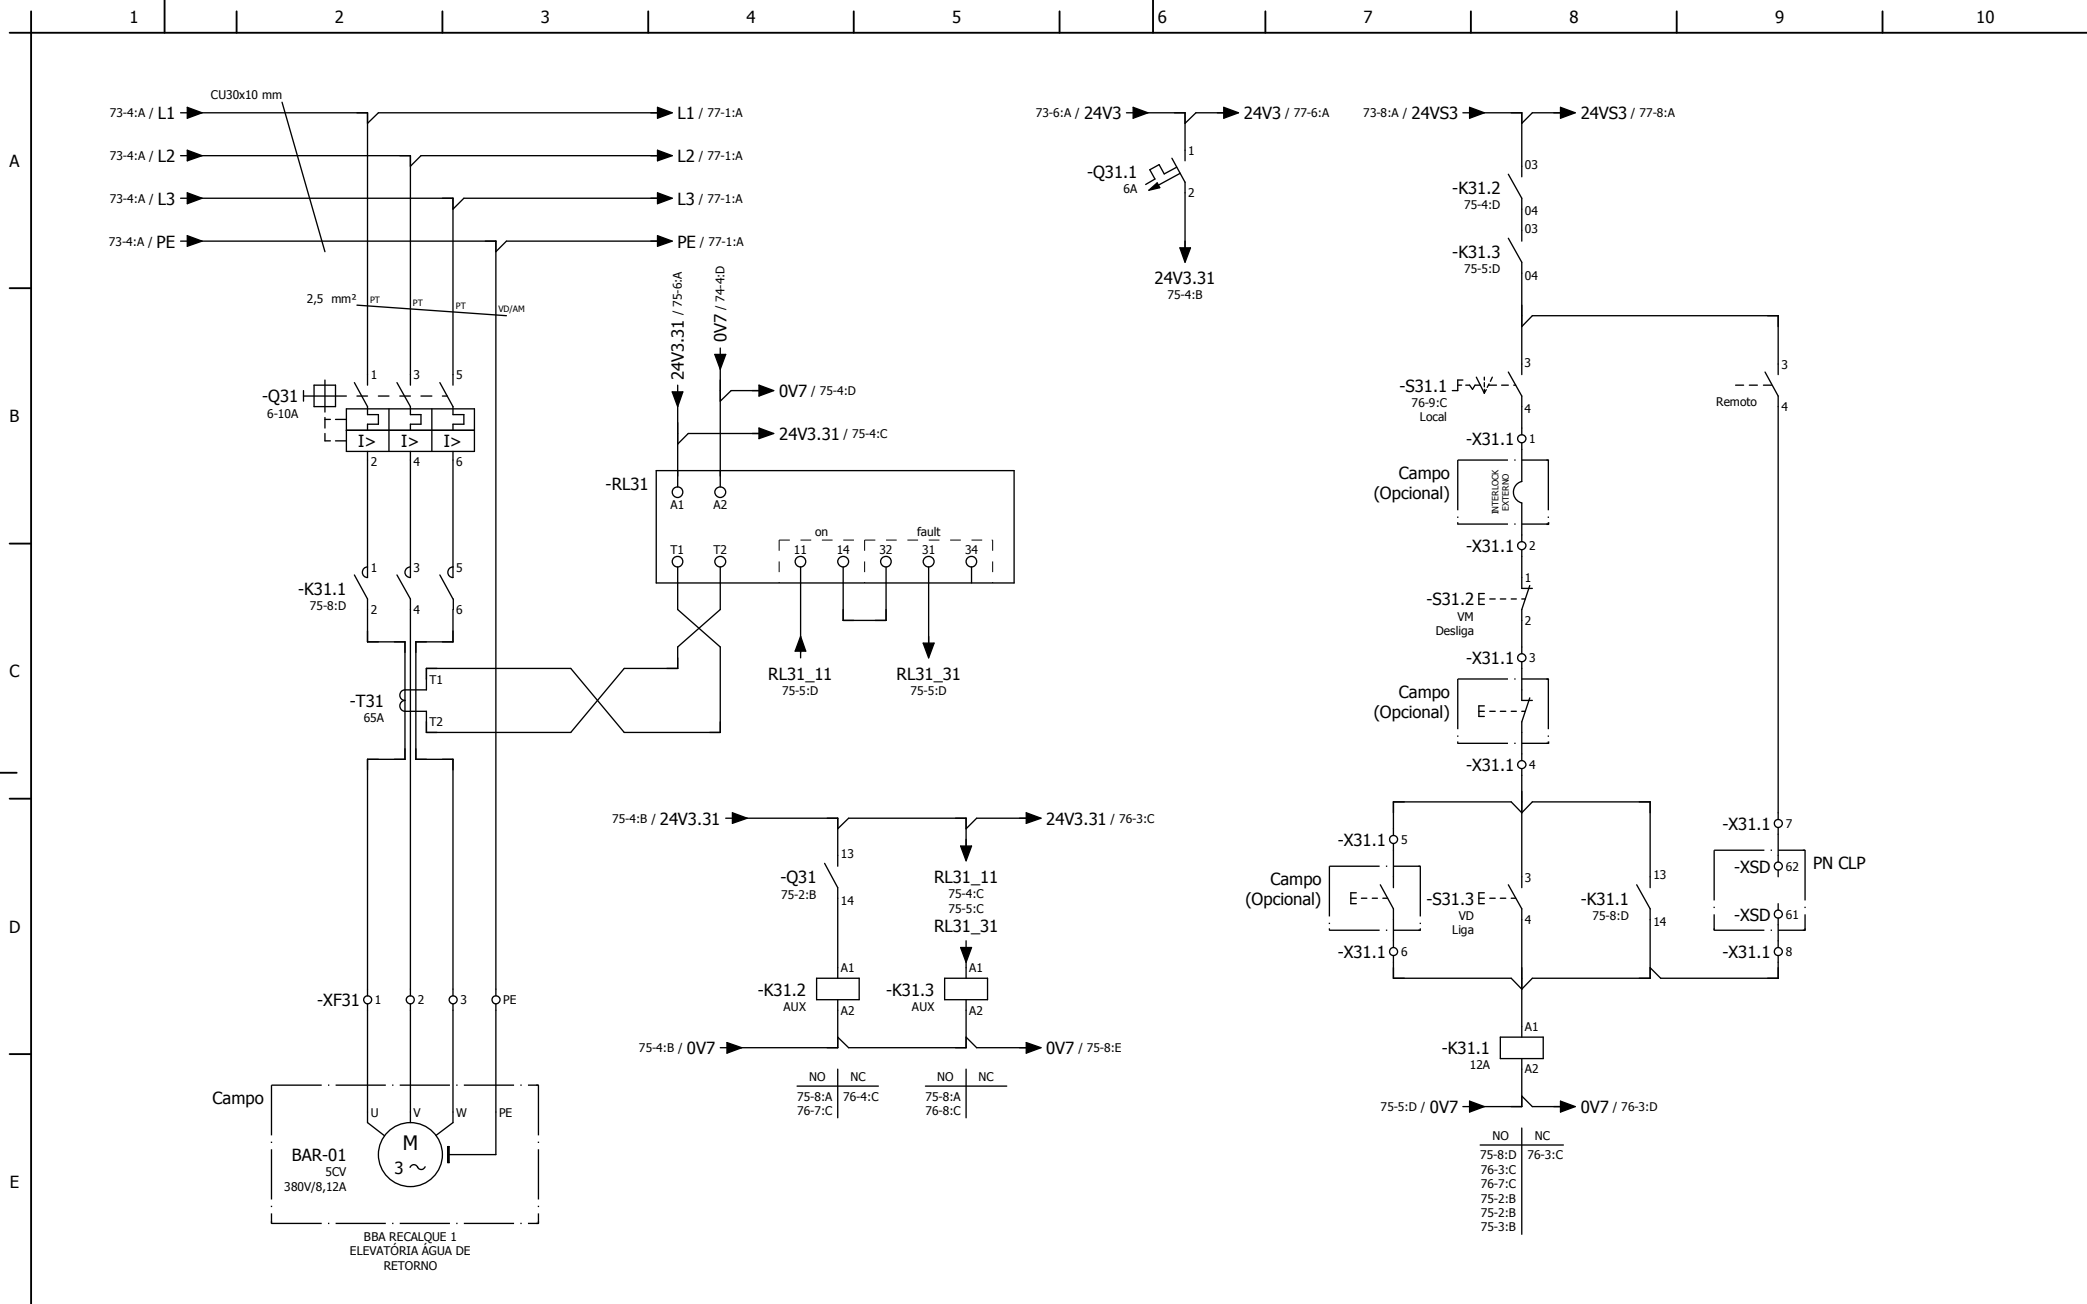 1 2 3 4 5 6 7 8 9 10
A
B
C
D
E
CU30x10 mm
73-4:A / L1
L1 / 77-1:A
73-4:A / L2
L2 / 77-1:A
73-4:A / L3
L3 / 77-1:A
73-4:A / PE
PE / 77-1:A
2,5 mm²
PT PT PT VD/AM
-Q31
6-10A
1 3 5
I> I> I>
2 4 6
-K31.1
75-8:D
1 3 5
2 4 6
-T31
65A
T1
T2
-XF31 1 2 3 PE
Campo
U V W PE
M
3 ~
BAR-01
5CV
380V/8,12A
BBA RECALQUE 1
ELEVATÓRIA ÁGUA DE
RETORNO
24V3.31 / 75-6:A
0V7 / 74-4:D
0V7 / 75-4:D
24V3.31 / 75-4:C
-RL31
A1 A2
on fault
T1 T2 11 14 32 31 34
RL31_11
75-5:D
RL31_31
75-5:D
75-4:B / 24V3.31
24V3.31 / 76-3:C
13
-Q31
75-2:B
14
RL31_11
75-4:C
75-5:C
RL31_31
A1
-K31.2
AUX
A2
A1
-K31.3
AUX
A2
75-4:B / 0V7
0V7 / 75-8:E
NO NC
75-8:A 76-4:C
76-7:C
NO NC
75-8:A
76-8:C
73-6:A / 24V3
24V3 / 77-6:A
1
-Q31.1
6A
2
24V3.31
75-4:B
73-8:A / 24VS3
24VS3 / 77-8:A
03
-K31.2
75-4:D
04
03
-K31.3
75-5:D
04
3
-S31.1
76-9:C
Local
4
3
Remoto
4
-X31.1 1
Campo
(Opcional)
INTERLOCK
EXTERNO
-X31.1 2
1
-S31.2 E
VM
Desliga
2
-X31.1 3
Campo
(Opcional)
E
-X31.1 4
-X31.1 5
Campo
(Opcional)
E
-X31.1 6
3
-S31.3 E
VD
Liga
4
13
-K31.1
75-8:D
14
-X31.1 7
PN CLP
-XSD 62
-XSD 61
-X31.1 8
A1
-K31.1
12A
A2
75-5:D / 0V7
0V7 / 76-3:D
NO NC
75-8:D 76-3:C
76-3:C
76-7:C
75-2:B
75-2:B
75-3:B